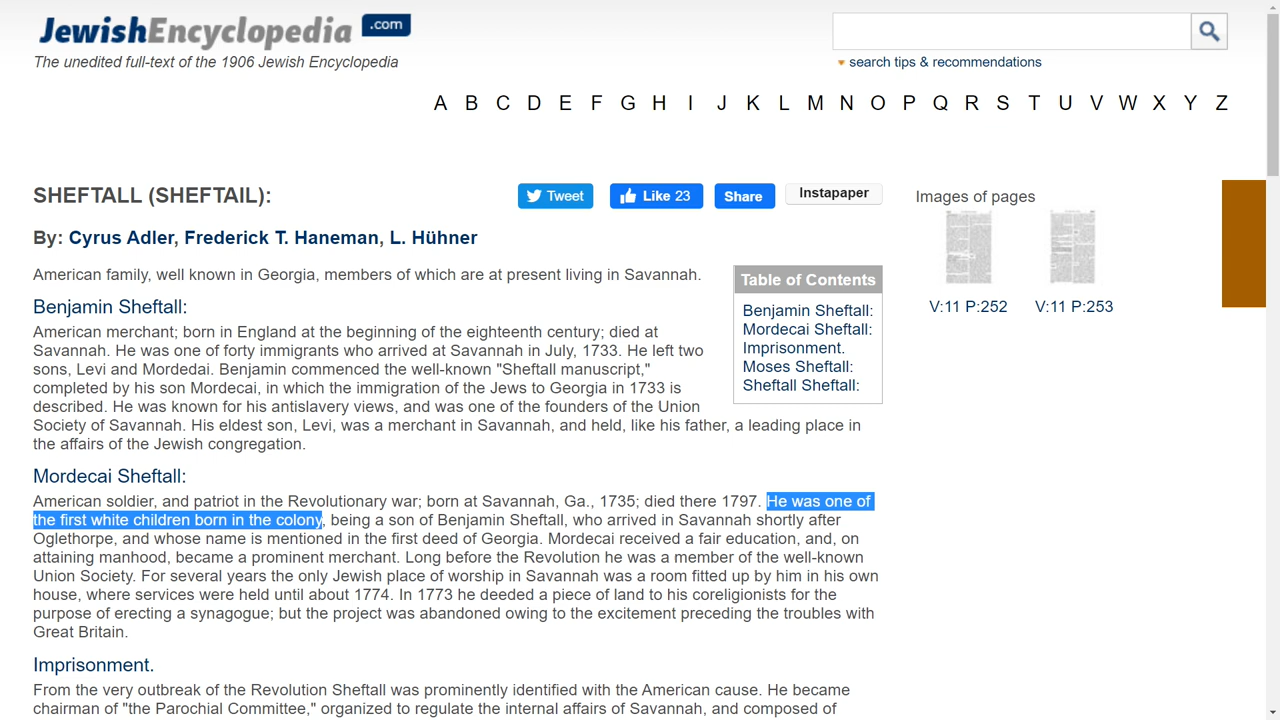 JewishEncyclopedia .com
The unedited full-text of the 1906 Jewish Encyclopedia
search tips & recommendations
A B C D E F G H I J K L M N O P Q R S T U V W X Y Z
SHEFTALL (SHEFTAIL):
Tweet
Like 23
Share
Instapaper
By: Cyrus Adler, Frederick T. Haneman, L. Hühner
American family, well known in Georgia, members of which are at present living in Savannah.
Table of Contents
Benjamin Sheftall:
Mordecai Sheftall:
Imprisonment.
Moses Sheftall:
Sheftall Sheftall:
Benjamin Sheftall:
American merchant; born in England at the beginning of the eighteenth century; died at
Savannah. He was one of forty immigrants who arrived at Savannah in July, 1733. He left two
sons, Levi and Mordedai. Benjamin commenced the well-known "Sheftall manuscript,"
completed by his son Mordecai, in which the immigration of the Jews to Georgia in 1733 is
described. He was known for his antislavery views, and was one of the founders of the Union
Society of Savannah. His eldest son, Levi, was a merchant in Savannah, and held, like his father, a leading place in
the affairs of the Jewish congregation.
Mordecai Sheftall:
American soldier, and patriot in the Revolutionary war; born at Savannah, Ga., 1735; died there 1797. He was one of
the first white children born in the colony, being a son of Benjamin Sheftall, who arrived in Savannah shortly after
Oglethorpe, and whose name is mentioned in the first deed of Georgia. Mordecai received a fair education, and, on
attaining manhood, became a prominent merchant. Long before the Revolution he was a member of the well-known
Union Society. For several years the only Jewish place of worship in Savannah was a room fitted up by him in his own
house, where services were held until about 1774. In 1773 he deeded a piece of land to his coreligionists for the
purpose of erecting a synagogue; but the project was abandoned owing to the excitement preceding the troubles with
Great Britain.
Imprisonment.
From the very outbreak of the Revolution Sheftall was prominently identified with the American cause. He became
chairman of "the Parochial Committee," organized to regulate the internal affairs of Savannah, and composed of
Images of pages
V:11 P:252
V:11 P:253